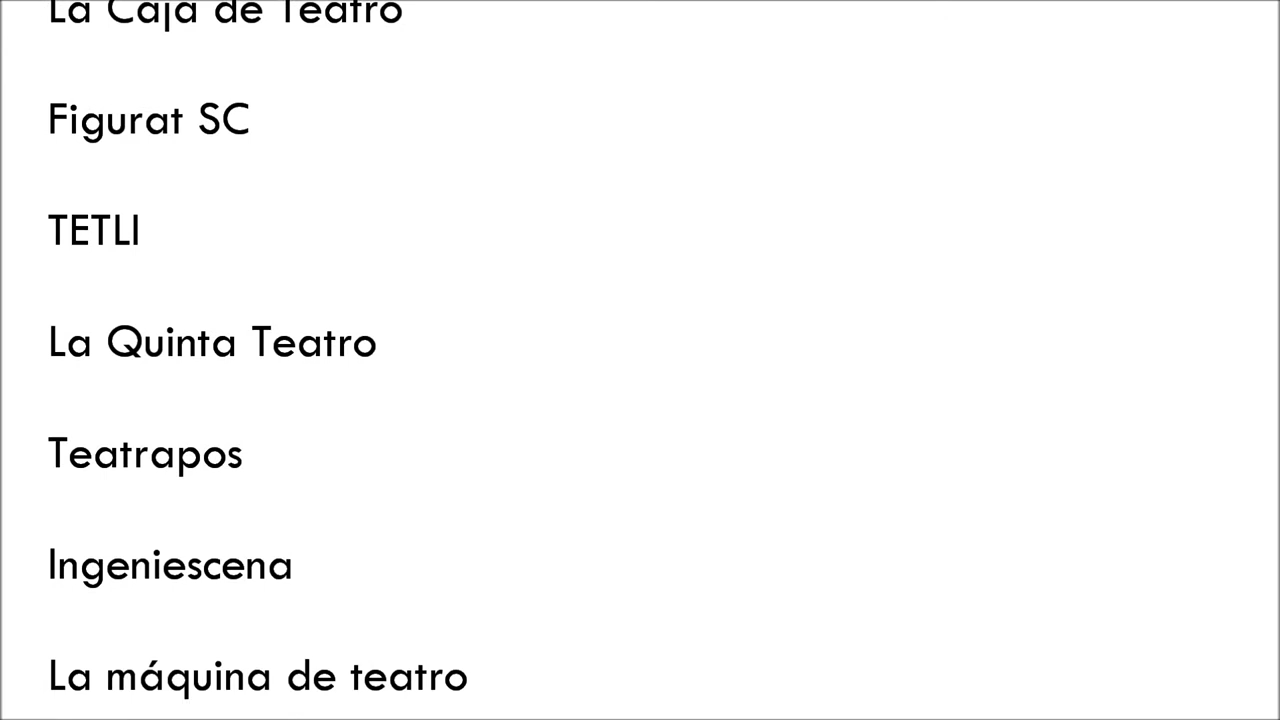 La Caja de Teatro
Figurat SC
TETLI
La Quinta Teatro
Teatrapos
Ingeniescena
La máquina de teatro